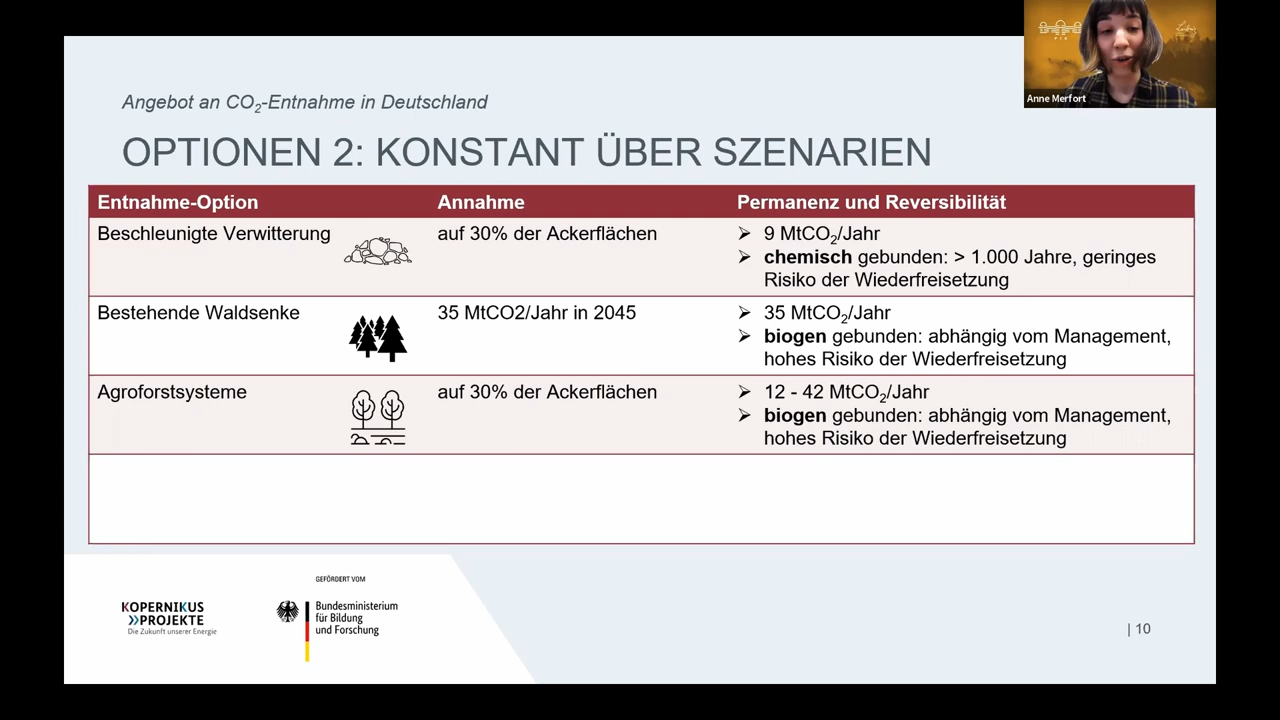 PIK
Anne Merfort
Angebot an CO₂-Entnahme in Deutschland
OPTIONEN 2: KONSTANT ÜBER SZENARIEN
Entnahme-Option Annahme Permanenz und Reversibilität
Beschleunigte Verwitterung auf 30% der Ackerflächen ➢ 9 MtCO₂/Jahr
➢ chemisch gebunden: > 1.000 Jahre, geringes
Risiko der Wiederfreisetzung
Bestehende Waldsenke 35 MtCO2/Jahr in 2045 ➢ 35 MtCO₂/Jahr
➢ biogen gebunden: abhängig vom Management,
hohes Risiko der Wiederfreisetzung
Agroforstsysteme auf 30% der Ackerflächen ➢ 12 - 42 MtCO₂/Jahr
➢ biogen gebunden: abhängig vom Management,
hohes Risiko der Wiederfreisetzung
KOPERNIKUS
»PROJEKTE
Die Zukunft unserer Energie
GEFÖRDERT VOM
Bundesministerium
für Bildung
und Forschung
| 10